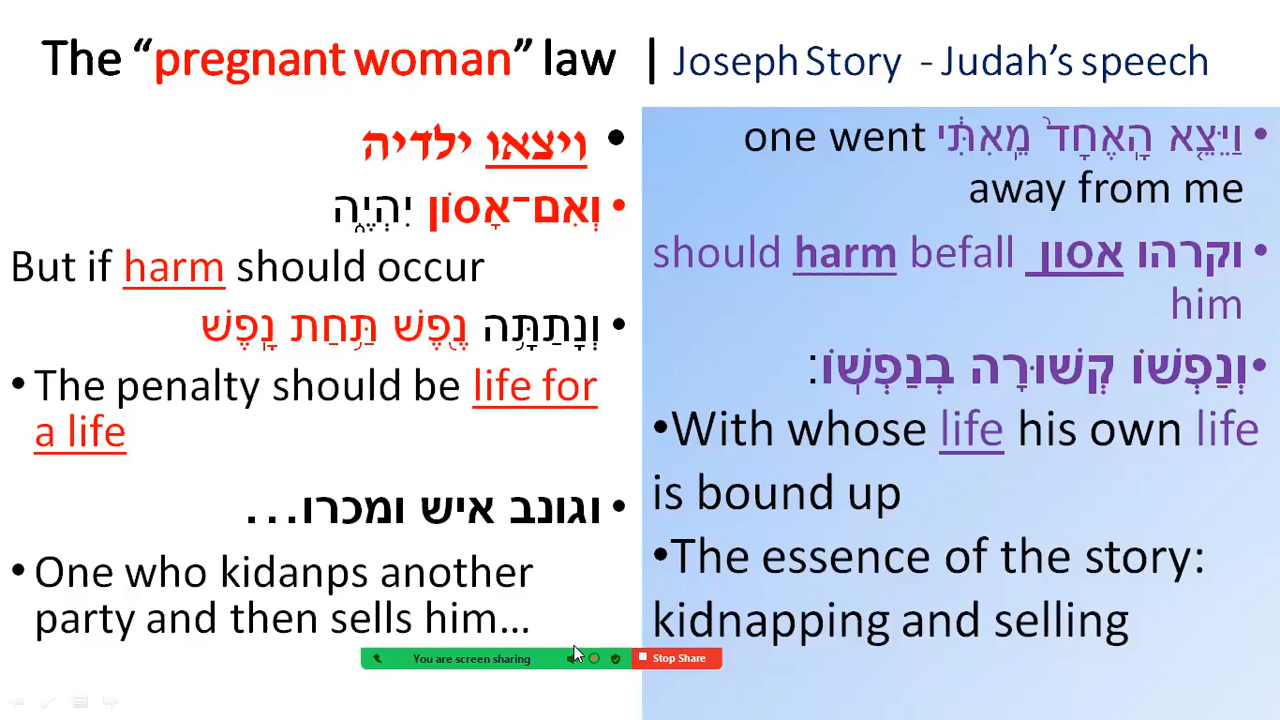 The “pregnant woman” law | Joseph Story - Judah’s speech
• ויצאו ילדיה
• וְאִם־אָסוֹן יִהְיֶ֑ה
But if harm should occur
• וְנָתַתָּ֥ה נֶ֖פֶשׁ תַּ֥חַת נָֽפֶשׁ
• The penalty should be life for
a life
• וגונב איש ומכרו...
• One who kidanps another
party and then sells him...
• וַיֵּצֵ֤א הָֽאֶחָד֙ מֵֽאִתִּ֔י one went
away from me
• וקרהו אסון should harm befall
him
• וְנַפְשׁ֖וֹ קְשׁוּרָ֥ה בְנַפְשֽׁוֹ׃
•With whose life his own life
is bound up
•The essence of the story:
kidnapping and selling
You are screen sharing
Stop Share